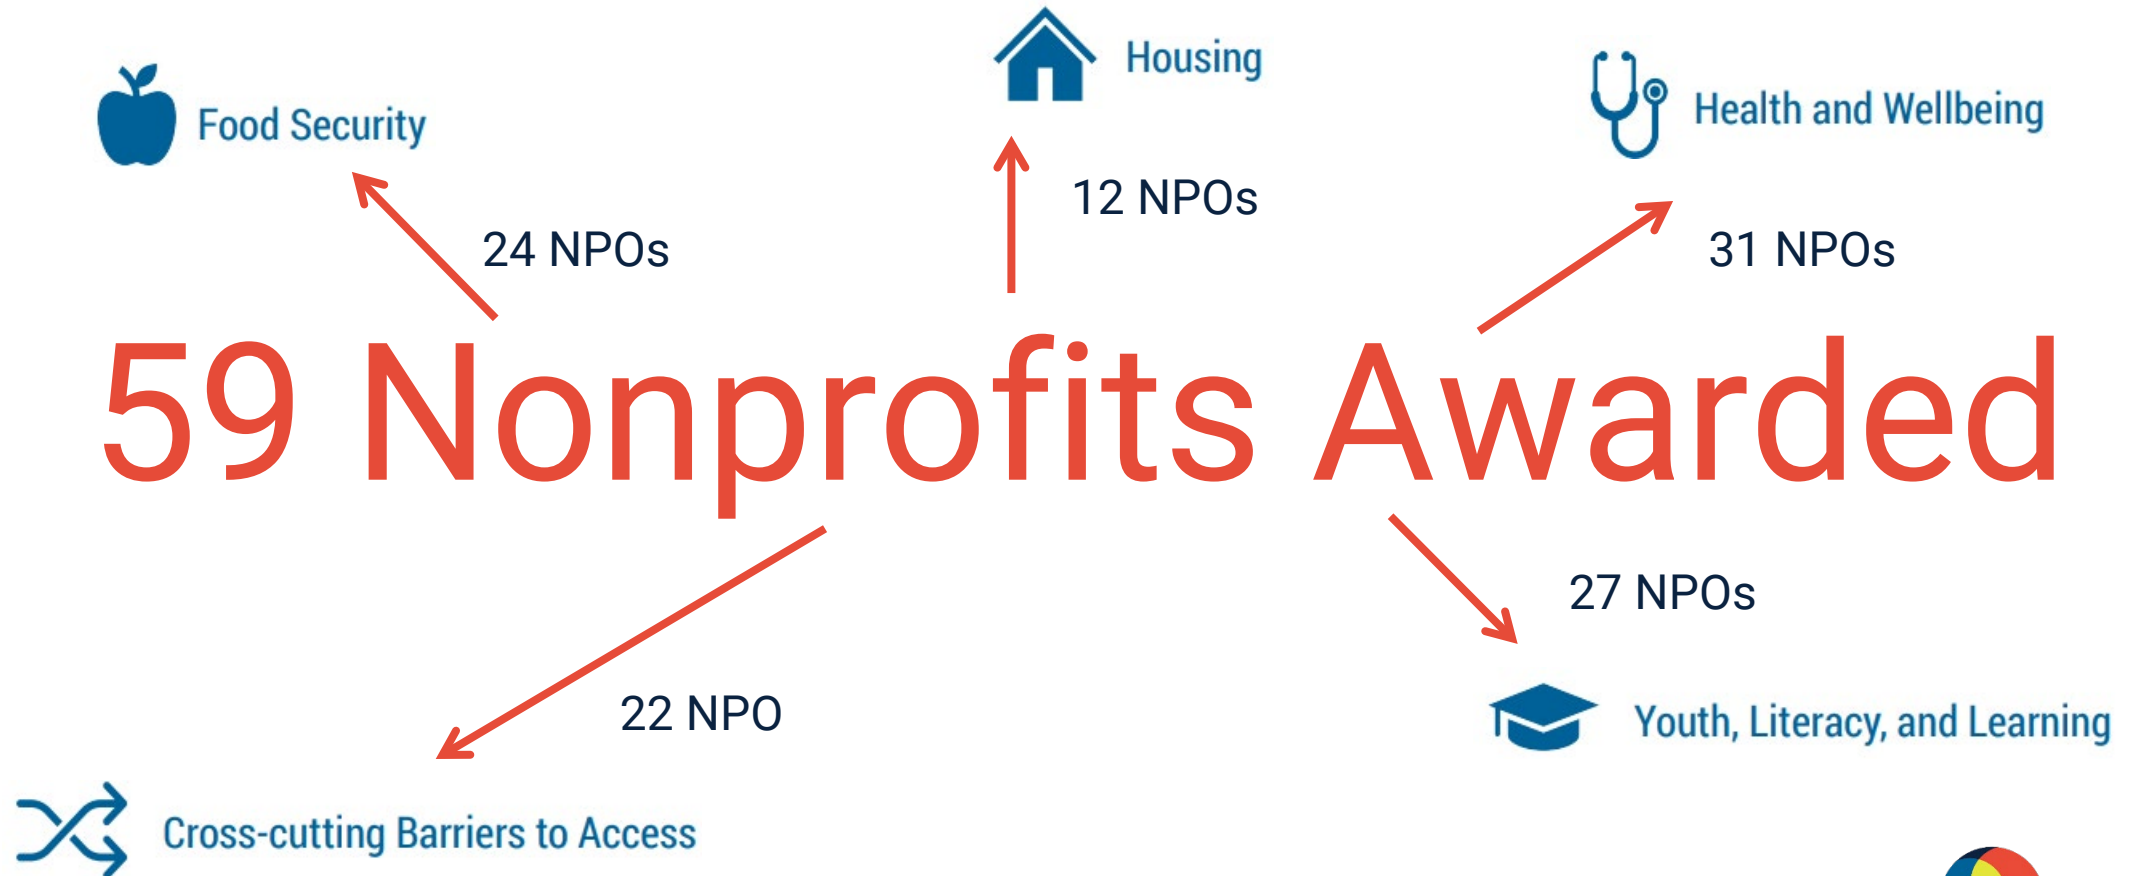 Housing
Food Security
Health and Wellbeing
12 NPOs
24 NPOs
31 NPOs
59 Nonprofits Awarded
27 NPOs
22 NPO
Youth, Literacy, and Learning
Cross-cutting Barriers to Access